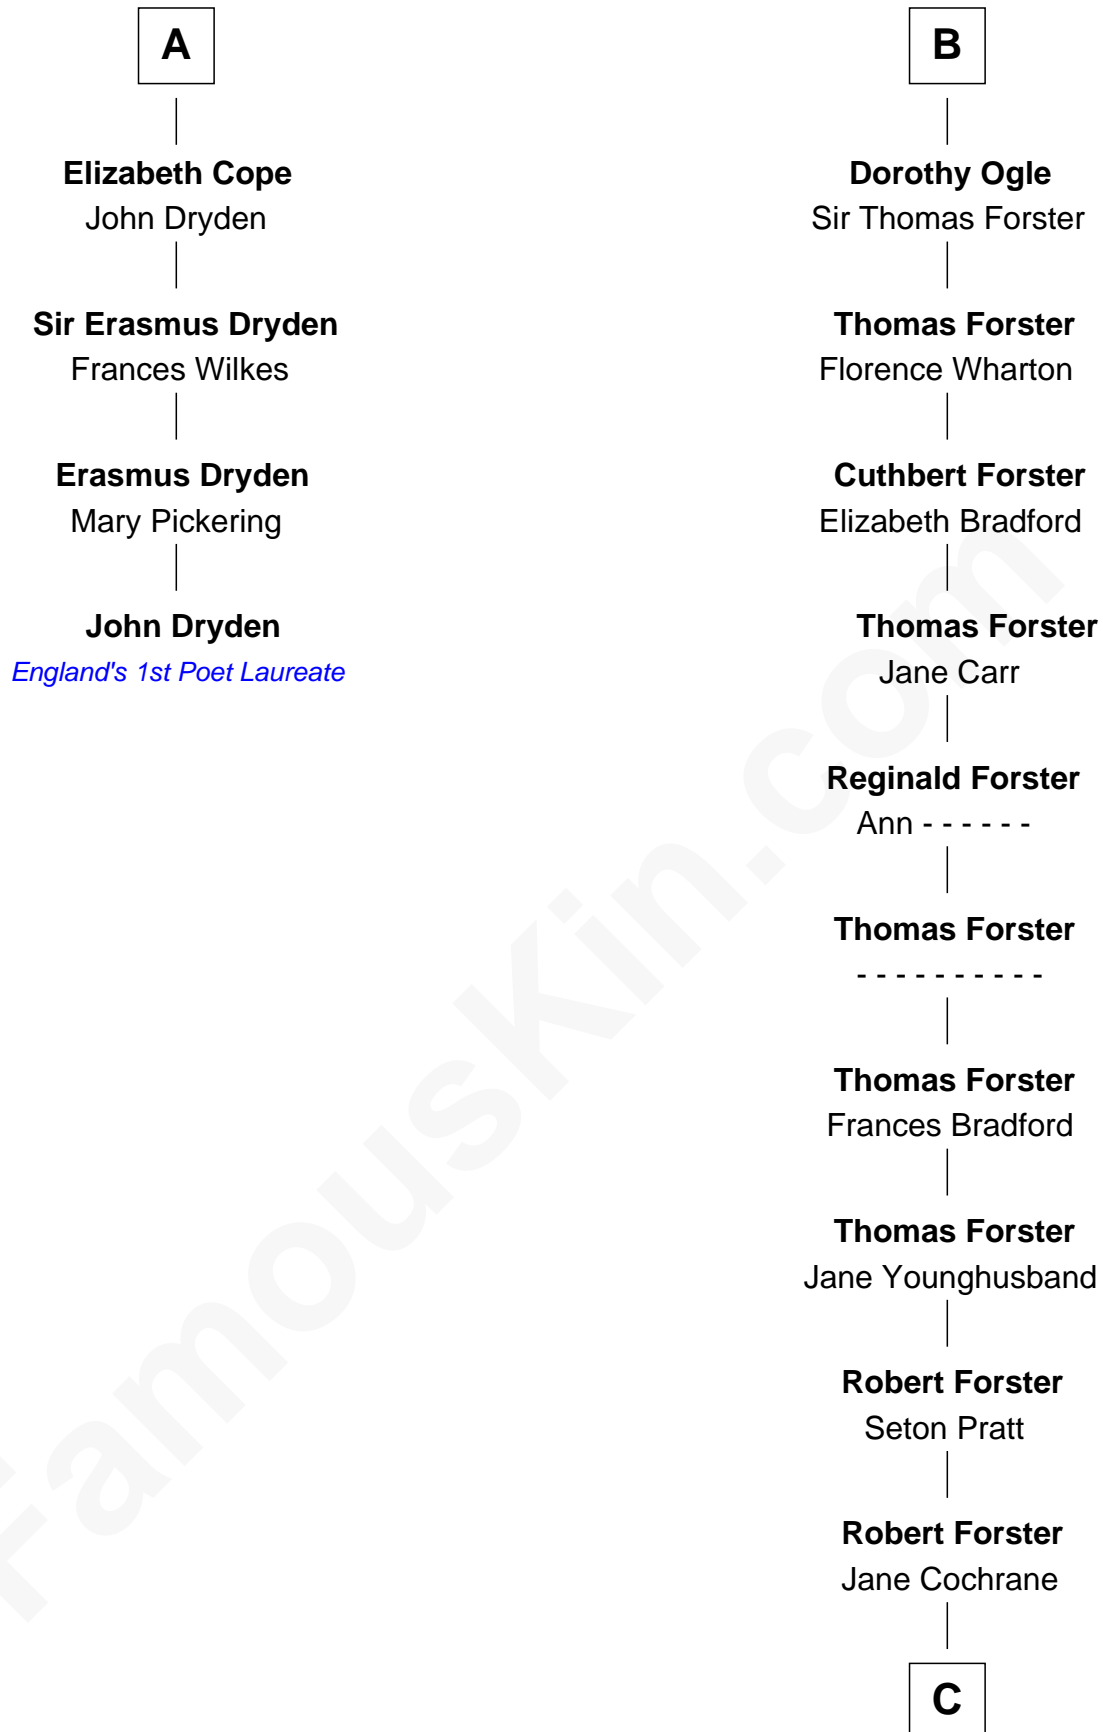 A
Elizabeth Cope
John Dryden
Sir Erasmus Dryden
Frances Wilkes
Erasmus Dryden
Mary Pickering
John Dryden
England's 1st Poet Laureate
B
Dorothy Ogle
Sir Thomas Forster
Thomas Forster
Florence Wharton
Cuthbert Forster
Elizabeth Bradford
Thomas Forster
Jane Carr
Reginald Forster
Ann - - - - - -
Thomas Forster
- - - - - - - - - -
Thomas Forster
Frances Bradford
Thomas Forster
Jane Younghusband
Robert Forster
Seton Pratt
Robert Forster
Jane Cochrane
C
FamousKin.com